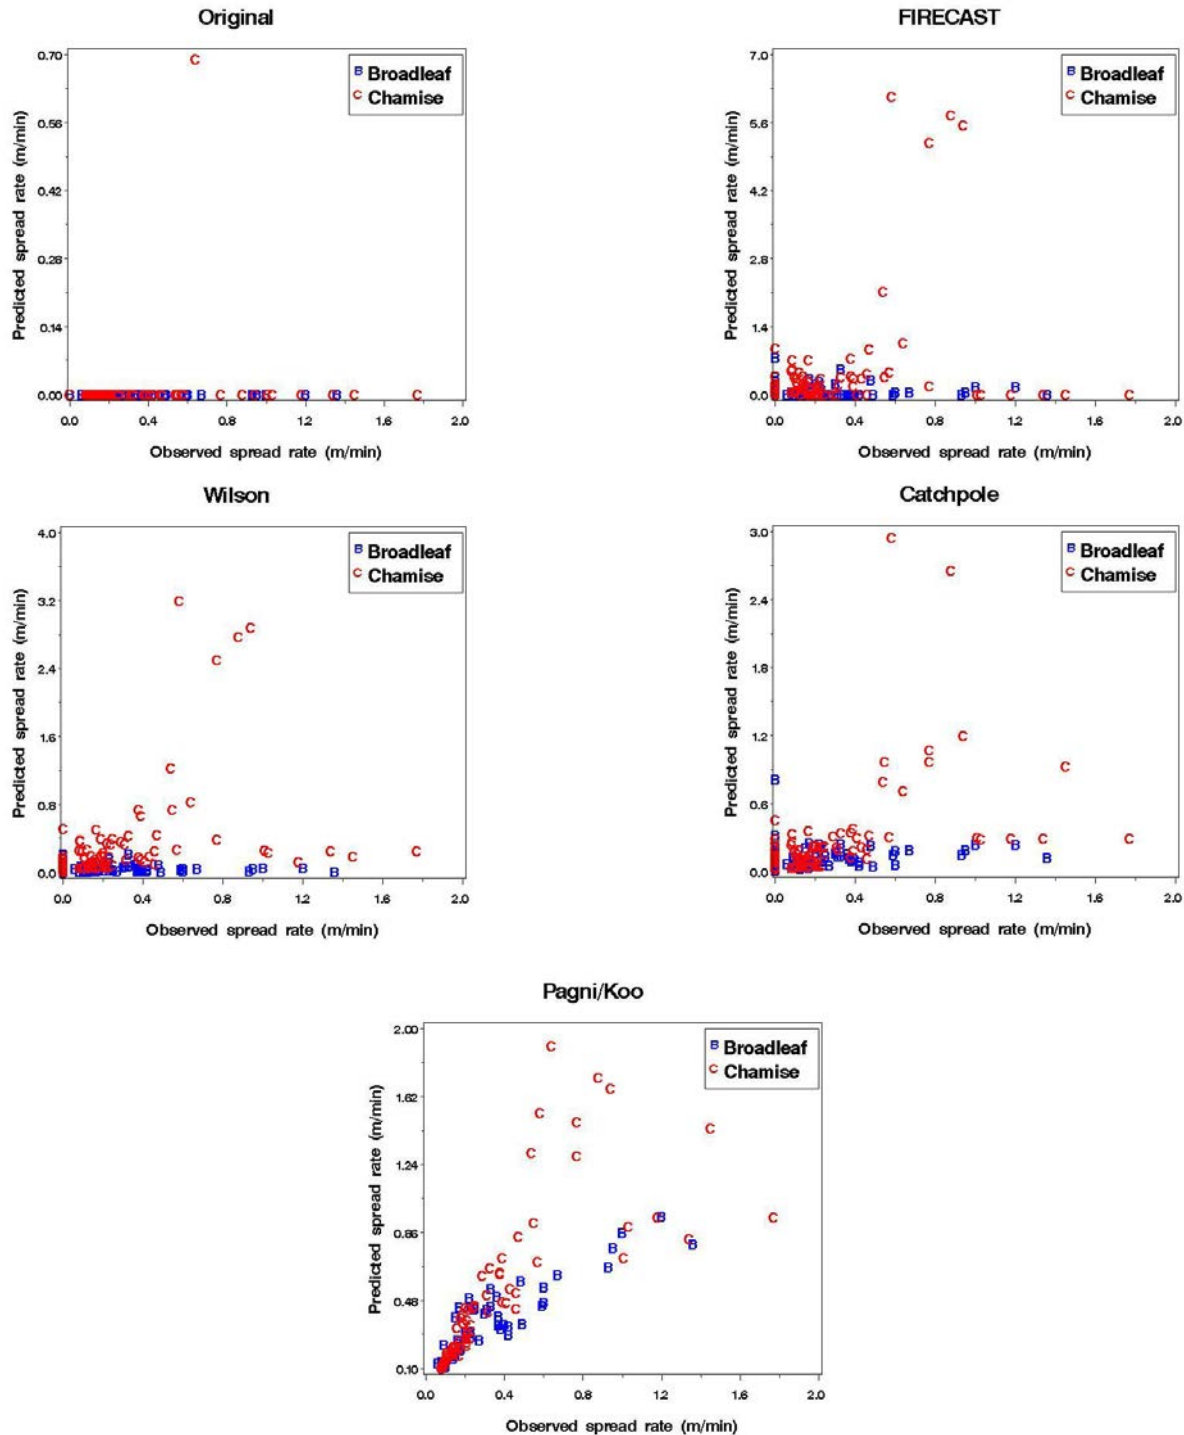 Original
Predicted spread rate (m/min)
0.70
0.56
0.42
0.28
0.14
0.00
B Broadleaf
C Chamise
0.0 0.4 0.8 1.2 1.6 2.0
Observed spread rate (m/min)
FIRECAST
Predicted spread rate (m/min)
7.0
5.6
4.2
2.8
1.4
0.0
B Broadleaf
C Chamise
0.0 0.4 0.8 1.2 1.6 2.0
Observed spread rate (m/min)
Wilson
Predicted spread rate (m/min)
4.0
3.2
2.4
1.6
0.8
0.0
B Broadleaf
C Chamise
0.0 0.4 0.8 1.2 1.6 2.0
Observed spread rate (m/min)
Catchpole
Predicted spread rate (m/min)
3.0
2.4
1.8
1.2
0.6
0.0
B Broadleaf
C Chamise
0.0 0.4 0.8 1.2 1.6 2.0
Observed spread rate (m/min)
Pagni/Koo
Predicted spread rate (m/min)
2.00
1.62
1.24
0.86
0.48
0.10
B Broadleaf
C Chamise
0.0 0.4 0.8 1.2 1.6 2.0
Observed spread rate (m/min)